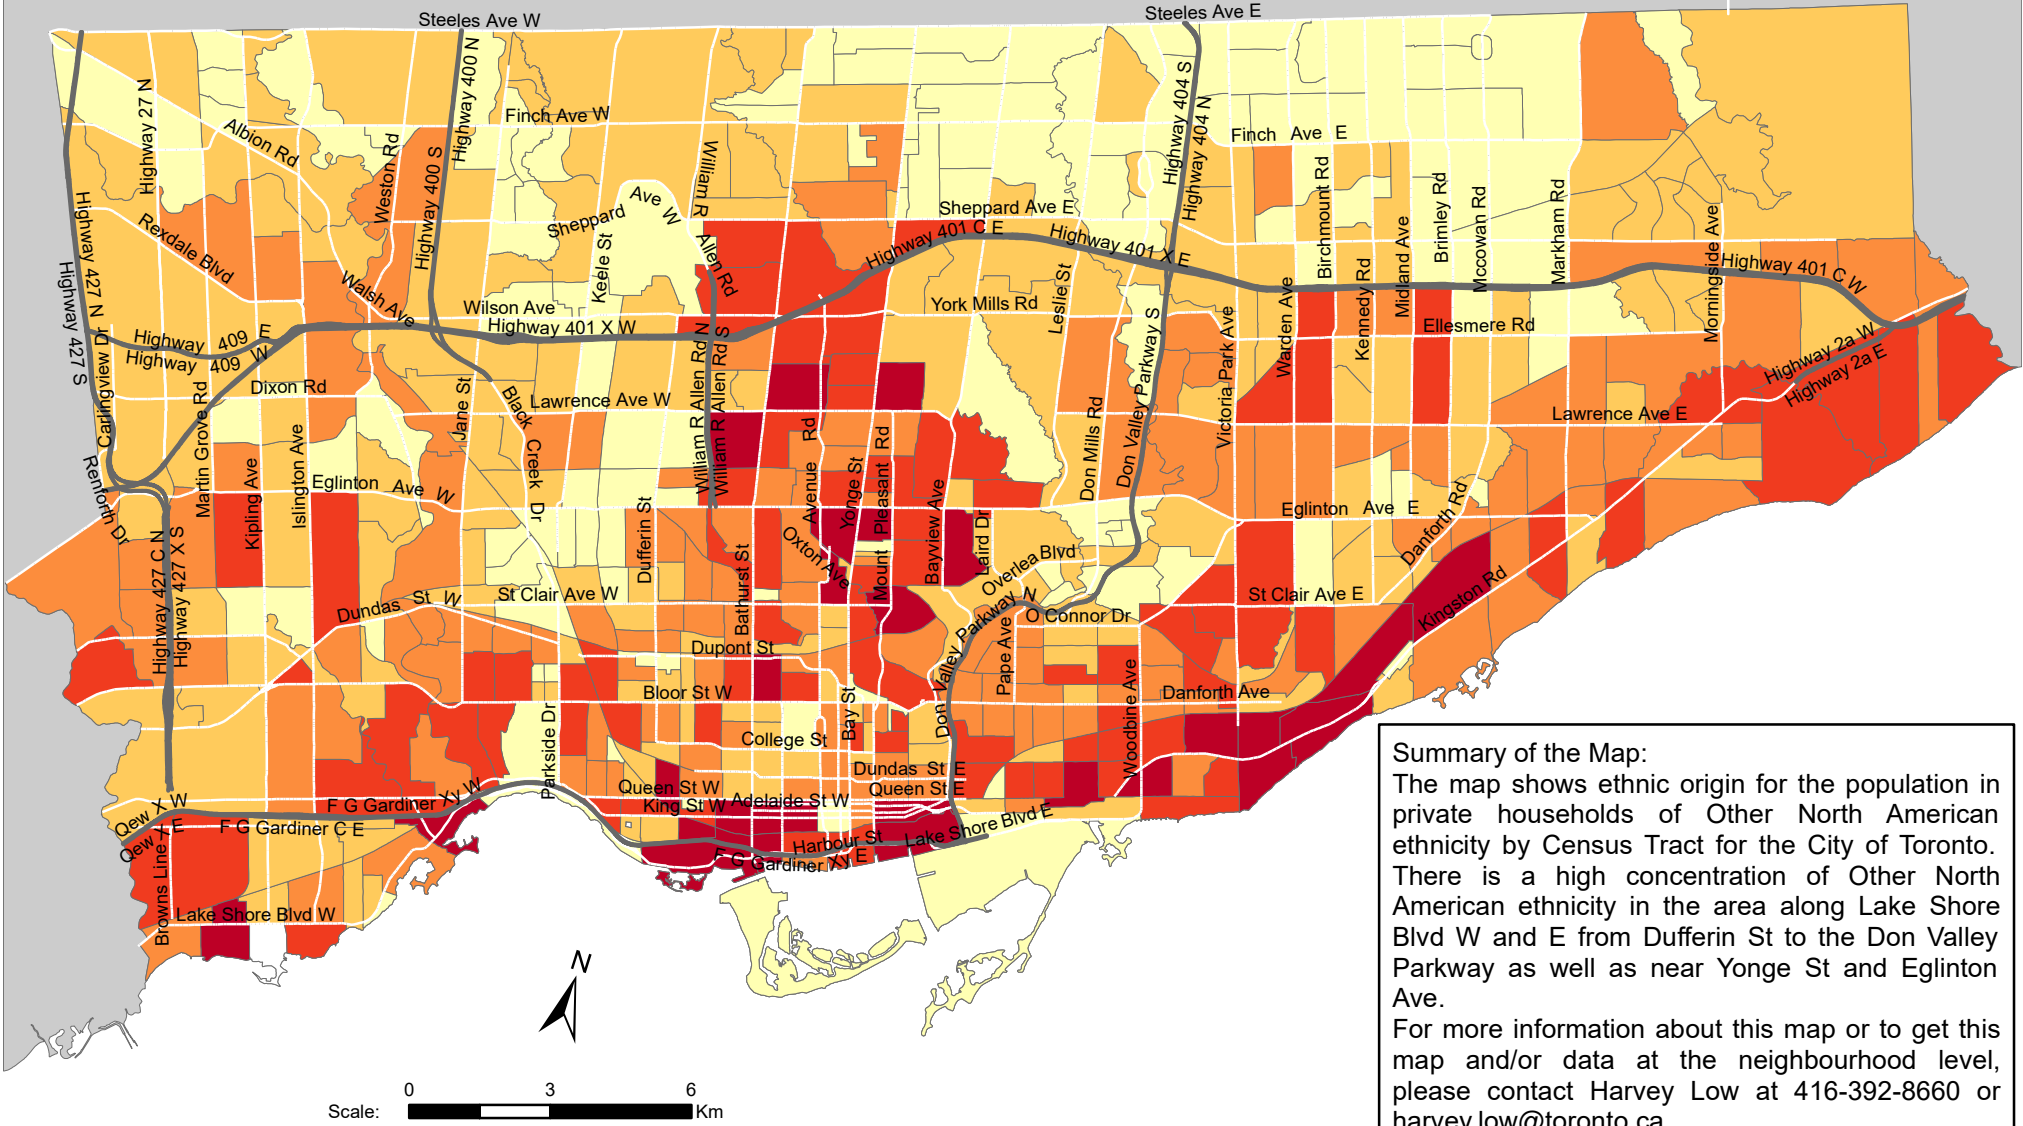 Steeles Ave W
Steeles Ave E
Highway 27 N
Albion Rd
Weston Rd
Highway 400 N
Highway 400 S
Finch Ave W
William R
Allen Rd
Highway 404 S
Highway 404 N
Finch Ave E
Sheppard Ave W
Sheppard Ave E
Keele St
Highway 427 N
Highway 427 N
Highway 427 S
Rexdale Blvd
Walsh Ave
Wilson Ave
Highway 401 X W
Highway 401 C E
Highway 401 X E
Highway 401 C W
York Mills Rd
Leslie St
Birchmount Rd
Kennedy Rd
Midland Ave
Brimley Rd
Mccowan Rd
Markham Rd
Morningside Ave
Warden Ave
Victoria Park Ave
Ellesmere Rd
Highway 2a W
Highway 2a E
Highway 409 E
Highway 409 W
Dixon Rd
Carlingview Dr
Martin Grove Rd
Kipling Ave
Islington Ave
Renforth Dr
Jane St
Black Creek Dr
Lawrence Ave W
Lawrence Ave E
William R Allen Rd N
William R Allen Rd S
Avenue Rd
Yonge St
Mount Pleasant Rd
Bayview Ave
Laird Dr
Don Mills Rd
Don Valley Parkway S
Eglinton Ave W
Eglinton Ave E
Danforth Rd
Highway 427 C N
Highway 427 X S
Dufferin St
Bathurst St
Oxton Ave
Overlea Blvd
Don Valley Parkway N
O Connor Dr
Pape Ave
St Clair Ave W
St Clair Ave E
Kingston Rd
Dundas St W
Dupont St
Bloor St W
Bay St
Danforth Ave
Woodbine Ave
Parkside Dr
College St
Dundas St E
Queen St W
Queen St E
King St W
Adelaide St W
Qew X W
Qew X E
F G Gardiner Xy W
F G Gardiner C E
Harbour St
Lake Shore Blvd E
F G Gardiner Xy E
Browns Line
Lake Shore Blvd W
N
0 3 6
Scale: Km
Summary of the Map:
The map shows ethnic origin for the population in
private households of Other North American
ethnicity by Census Tract for the City of Toronto.
There is a high concentration of Other North
American ethnicity in the area along Lake Shore
Blvd W and E from Dufferin St to the Don Valley
Parkway as well as near Yonge St and Eglinton
Ave.
For more information about this map or to get this
map and/or data at the neighbourhood level,
please contact Harvey Low at 416-392-8660 or
harvey.low@toronto.ca